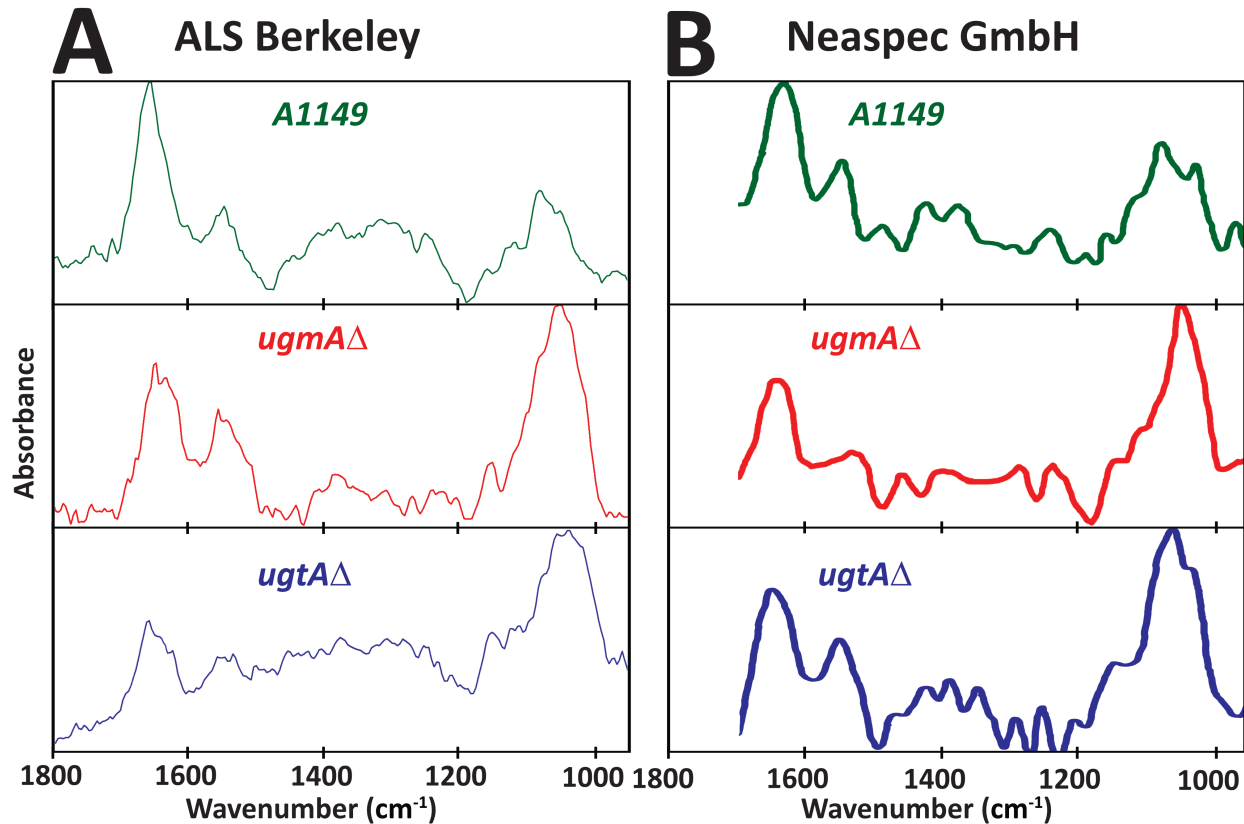 A ALS Berkeley
B Neaspec GmbH
A1149
A1149
ugmAΔ
ugmAΔ
ugtAΔ
ugtAΔ
Absorbance
1800 1600 1400 1200 1000
1800 1600 1400 1200 1000
Wavenumber (cm⁻¹)
Wavenumber (cm⁻¹)